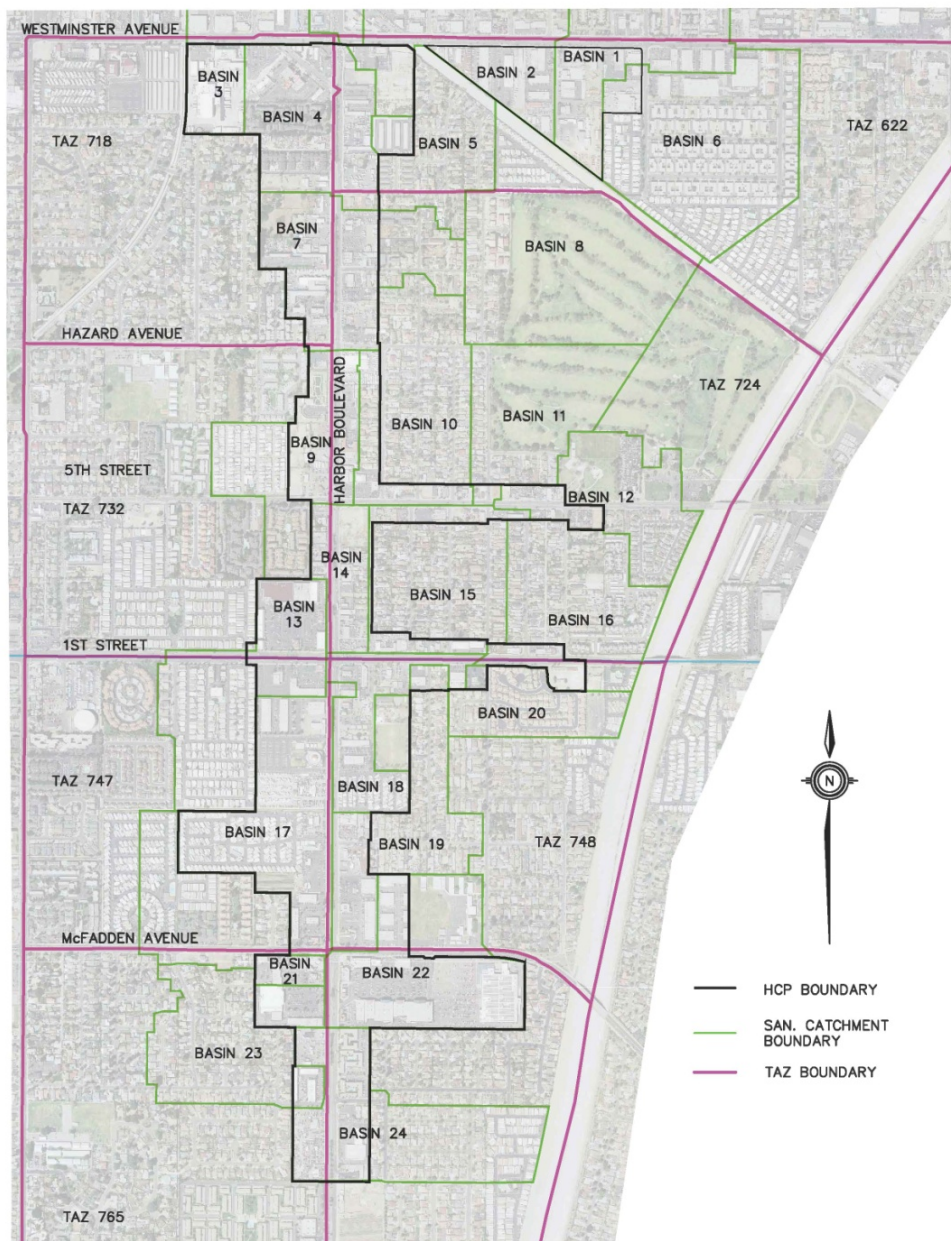 WESTMINSTER AVENUE
BASIN
3
BASIN 4
BASIN 2
BASIN 1
TAZ 718
BASIN 5
BASIN 6
TAZ 622
BASIN
7
BASIN 8
HAZARD AVENUE
HARBOR BOULEVARD
TAZ 724
BASIN 10
BASIN 11
BASIN
9
5TH STREET
TAZ 732
BASIN 12
BASIN
14
BASIN 15
BASIN
13
BASIN 16
1ST STREET
BASIN 20
TAZ 747
BASIN 18
BASIN 17
BASIN 19
TAZ 748
N
McFADDEN AVENUE
BASIN
21
BASIN 22
BASIN 23
BASIN 24
TAZ 765
HCP BOUNDARY
SAN. CATCHMENT
BOUNDARY
TAZ BOUNDARY